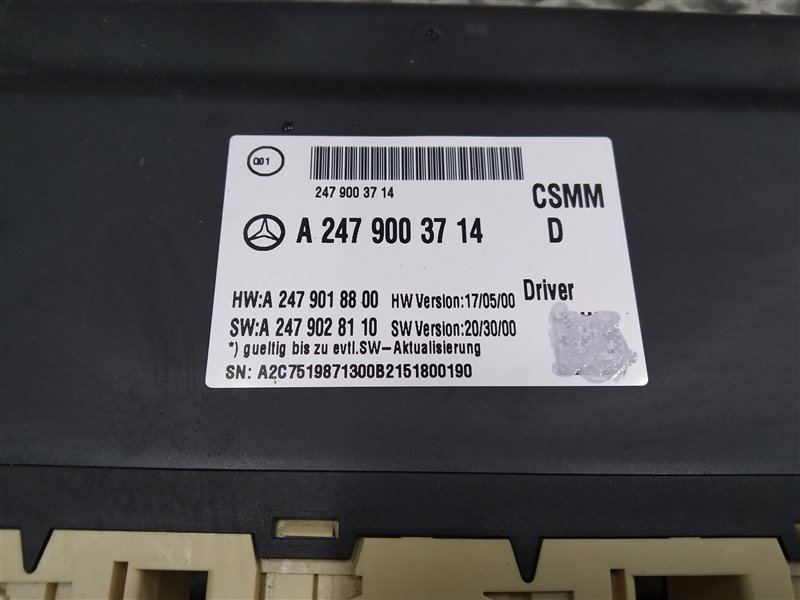 Q01
247 900 37 14
CSMM
A 247 900 37 14 D
HW:A 247 901 88 00 HW Version:17/05/00 Driver
SW:A 247 902 81 10 SW Version:20/30/00
*) gueltig bis zu evtl.SW-Aktualisierung
SN: A2C7519871300B2151800190